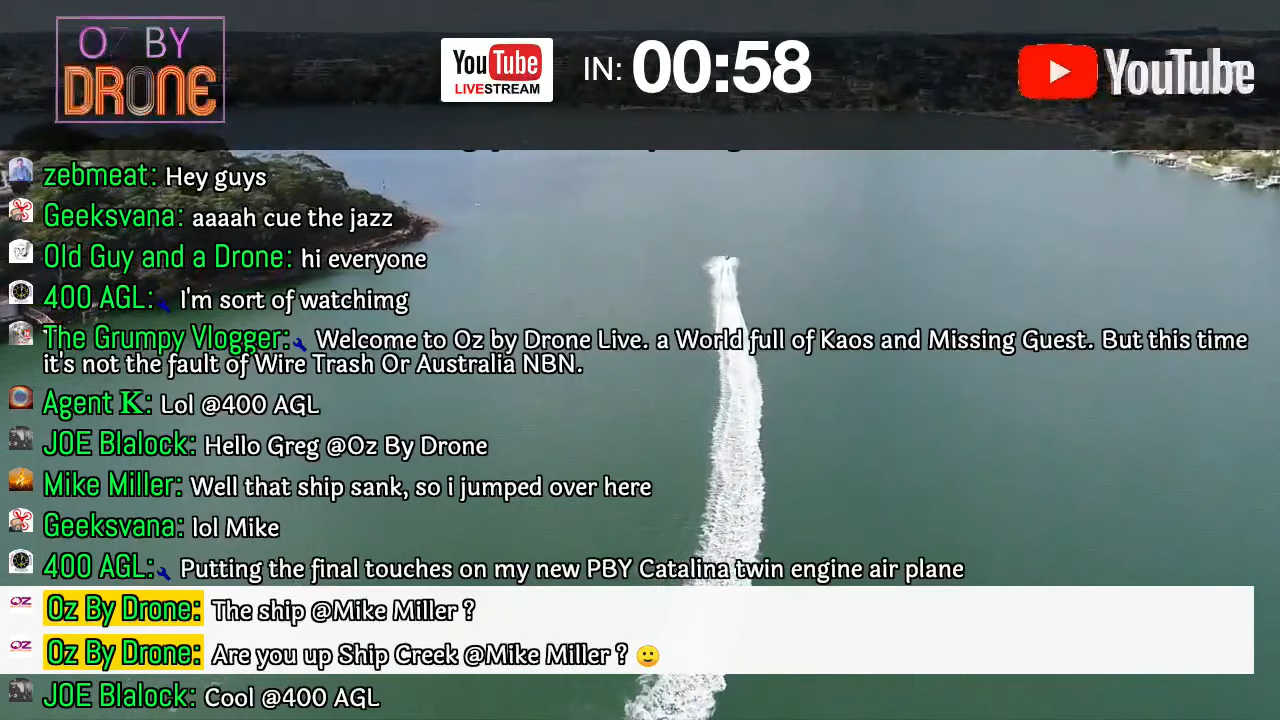 OZ BY
DRONE
YouTube
LIVESTREAM
IN: 00:58
YouTube
zebmeat: Hey guys
Geeksvana: aaaah cue the jazz
Old Guy and a Drone: hi everyone
400 AGL: I'm sort of watchimg
The Grumpy Vlogger: Welcome to Oz by Drone Live. a World full of Kaos and Missing Guest. But this time
it's not the fault of Wire Trash Or Australia NBN.
Agent K: Lol @400 AGL
JOE Blalock: Hello Greg @Oz By Drone
Mike Miller: Well that ship sank, so i jumped over here
Geeksvana: lol Mike
400 AGL: Putting the final touches on my new PBY Catalina twin engine air plane
OZ
Oz By Drone: The ship @Mike Miller ?
OZ
Oz By Drone: Are you up Ship Creek @Mike Miller ? 🙂
JOE Blalock: Cool @400 AGL